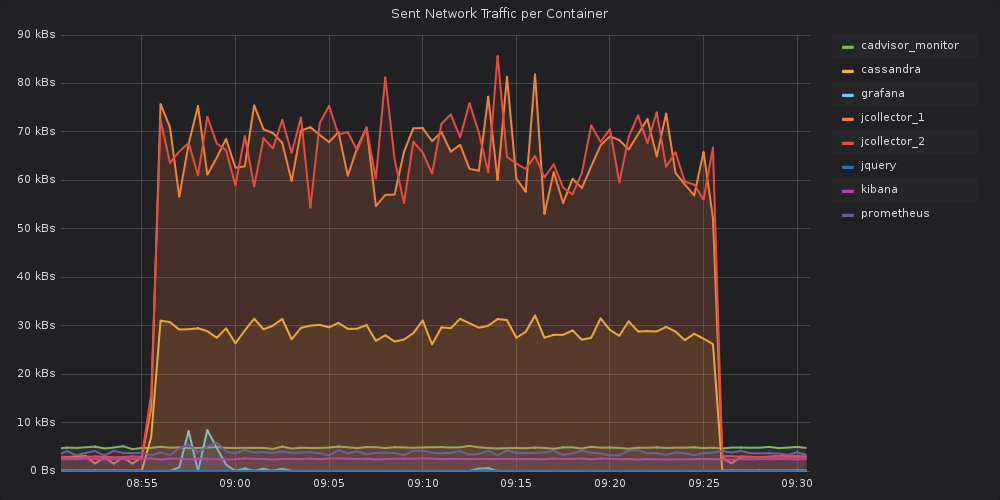 Sent Network Traffic per Container
90 kBs
80 kBs
70 kBs
60 kBs
50 kBs
40 kBs
30 kBs
20 kBs
10 kBs
0 Bs
08:55
09:00
09:05
09:10
09:15
09:20
09:25
09:30
cadvisor_monitor
cassandra
grafana
jcollector_1
jcollector_2
jquery
kibana
prometheus